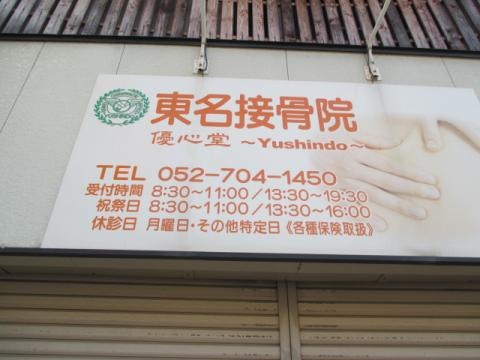 東名接骨院
優心堂 ～Yushindo～
TEL 052-704-1450
受付時間 8:30～11:00/13:30～19:30
祝祭日 8:30～11:00/13:30～16:00
休診日 月曜日・その他特定日《各種保険取扱》